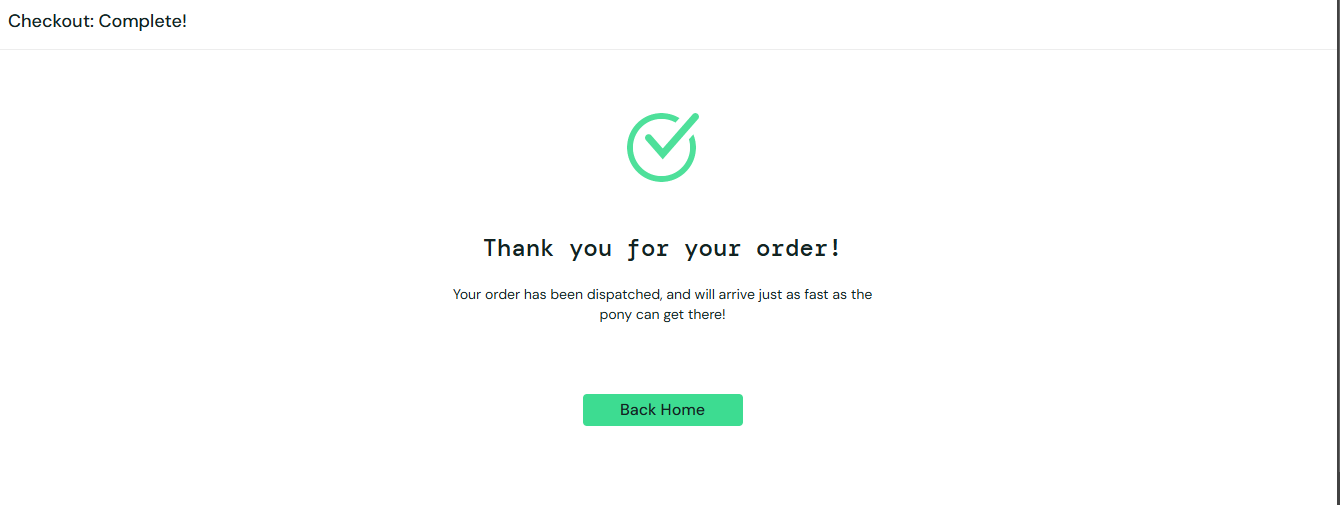 Checkout: Complete!
Thank you for your order!
Your order has been dispatched, and will arrive just as fast as the
pony can get there!
Back Home